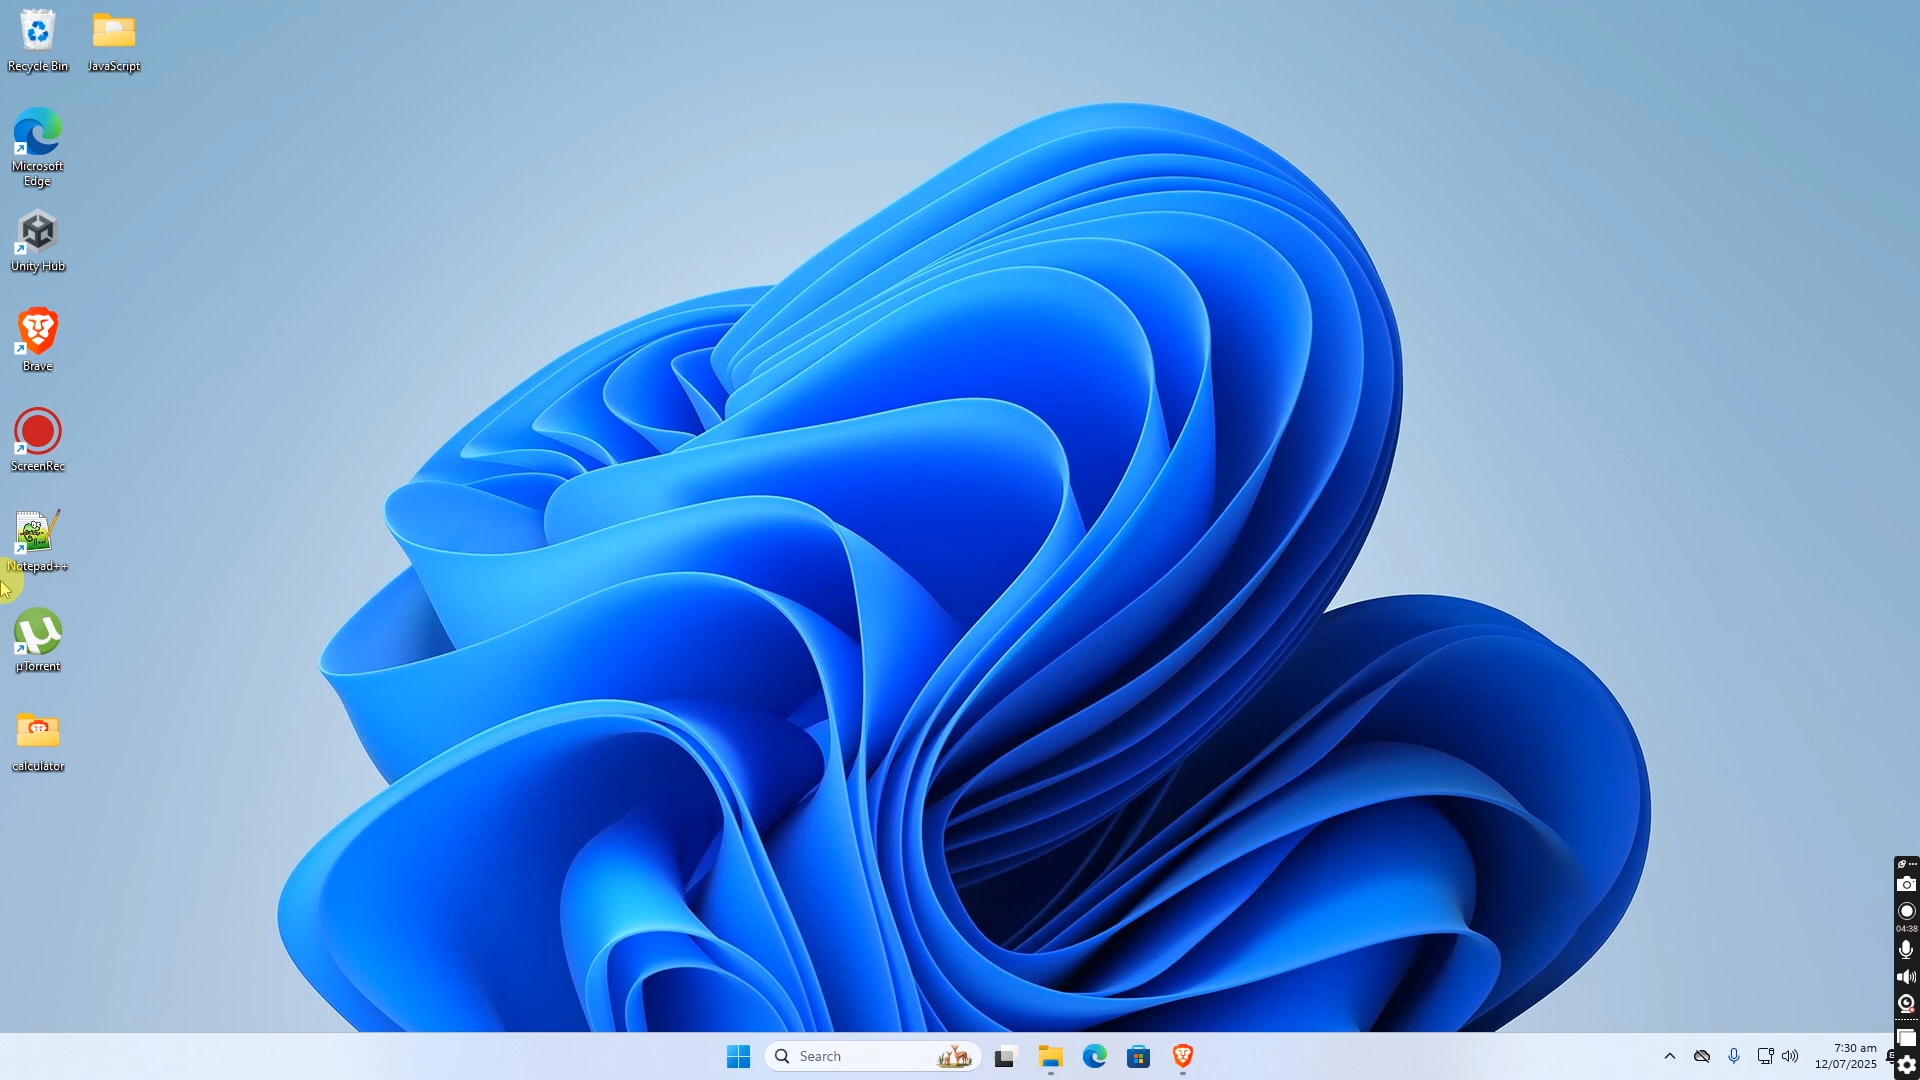 Recycle Bin
JavaScript
Microsoft
Edge
Unity Hub
Brave
ScreenRec
Notepad++
µTorrent
calculator
04:38
Search
7:30 am
12/07/2025